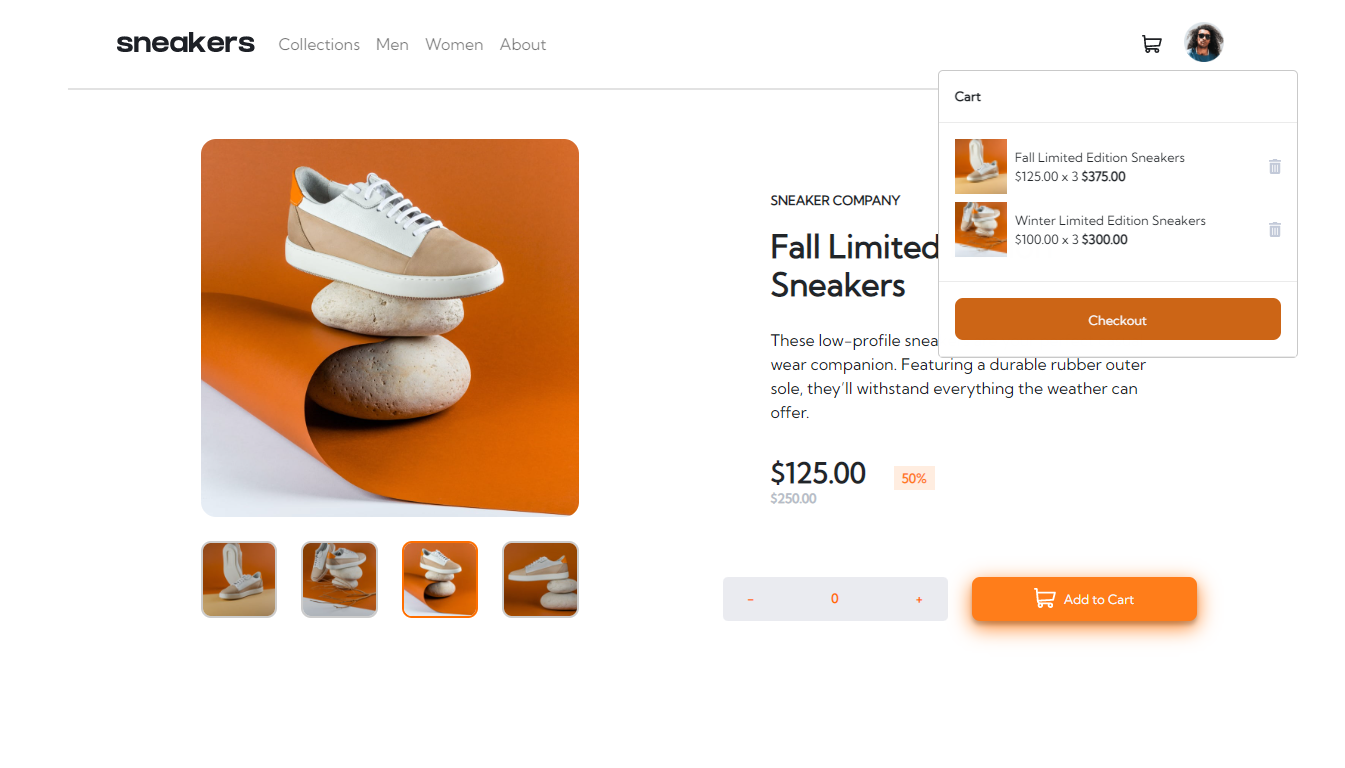 sneakers Collections Men Women About
Cart
Fall Limited Edition Sneakers
$125.00 x 3 $375.00
Winter Limited Edition Sneakers
$100.00 x 3 $300.00
Checkout
SNEAKER COMPANY
Fall Limited
Sneakers
These low-profile snea
wear companion. Featuring a durable rubber outer
sole, they'll withstand everything the weather can
offer.
$125.00 50%
$250.00
- 0 + Add to Cart